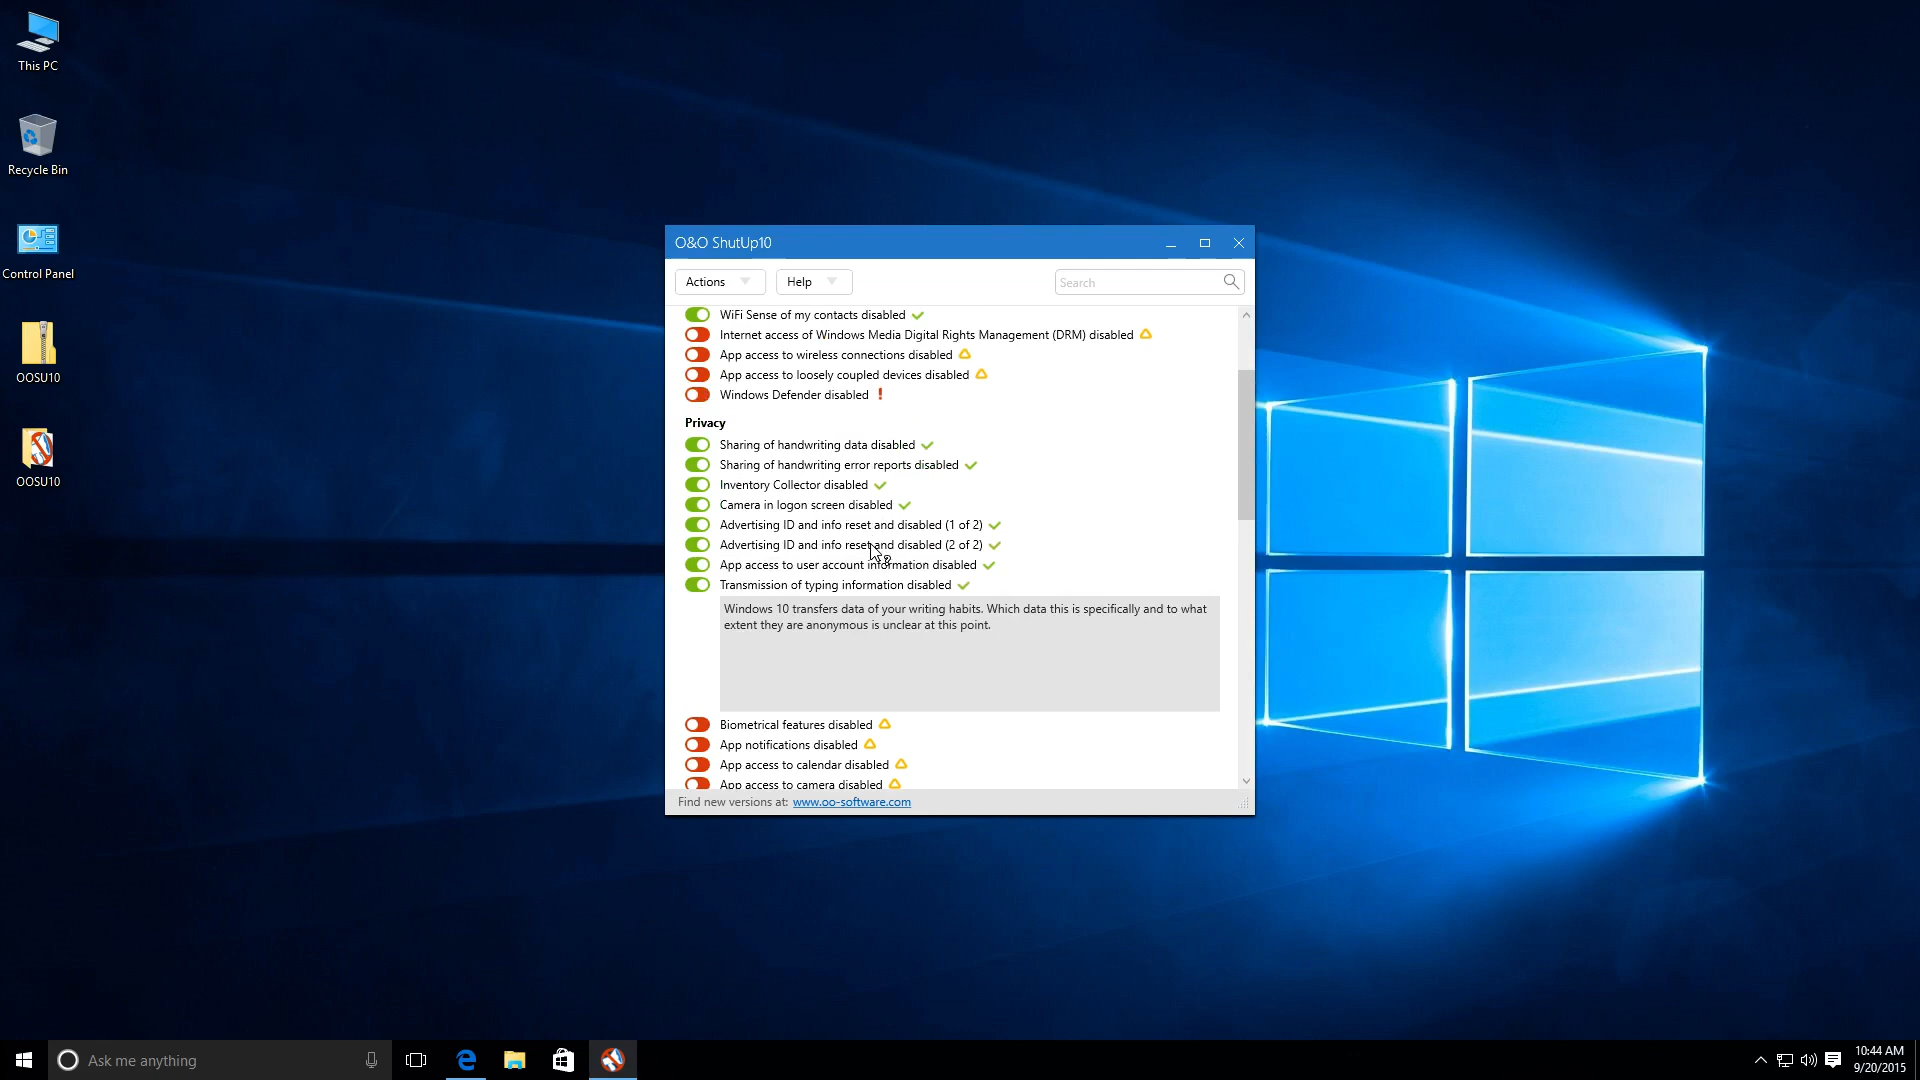 This PC
Recycle Bin
Control Panel
OOSU10
OOSU10
O&O ShutUp10
Actions
Help
Search
WiFi Sense of my contacts disabled
Internet access of Windows Media Digital Rights Management (DRM) disabled
App access to wireless connections disabled
App access to loosely coupled devices disabled
Windows Defender disabled
Privacy
Sharing of handwriting data disabled
Sharing of handwriting error reports disabled
Inventory Collector disabled
Camera in logon screen disabled
Advertising ID and info reset and disabled (1 of 2)
Advertising ID and info reset and disabled (2 of 2)
App access to user account information disabled
Transmission of typing information disabled
Windows 10 transfers data of your writing habits. Which data this is specifically and to what
extent they are anonymous is unclear at this point.
Biometrical features disabled
App notifications disabled
App access to calendar disabled
App access to camera disabled
Find new versions at: www.oo-software.com
Ask me anything
10:44 AM
9/20/2015